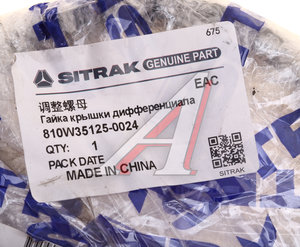 675
SITRAK GENUINE PART
EAC
调整螺母
Гайка крышки дифференциала
810W35125-0024
QTY: 1
PACK DATE
MADE IN CHINA
SITRAK